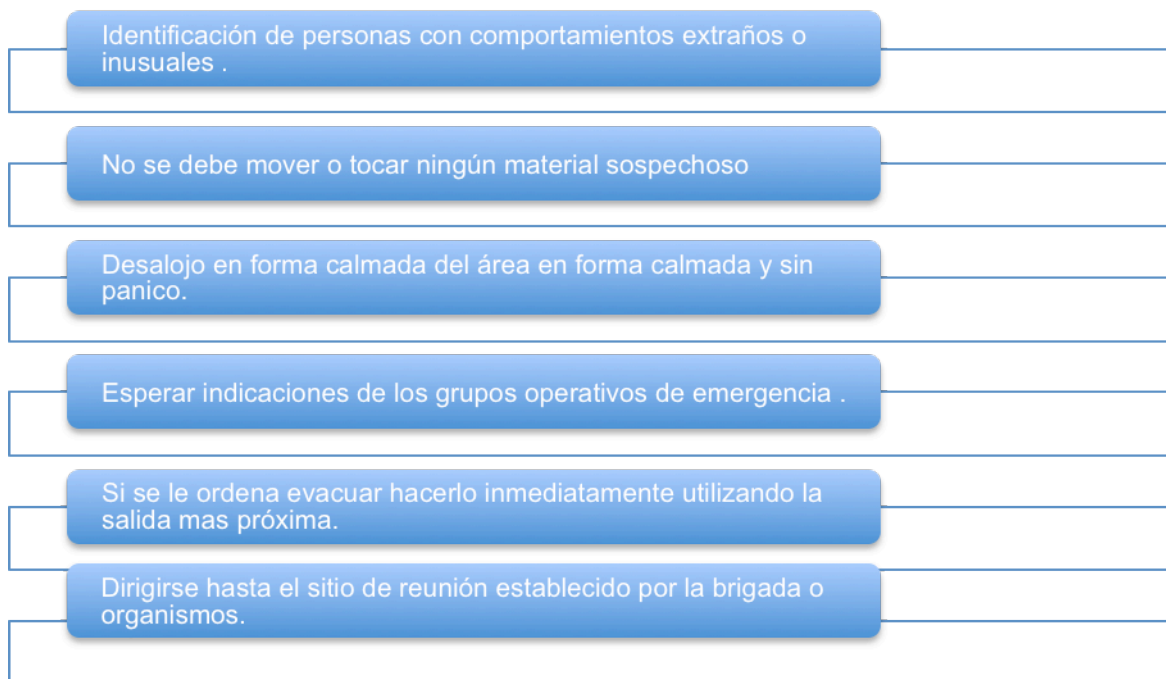 Identificación de personas con comportamientos extraños o
inusuales .
No se debe mover o tocar ningún material sospechoso
Desalojo en forma calmada del área en forma calmada y sin
panico.
Esperar indicaciones de los grupos operativos de emergencia .
Si se le ordena evacuar hacerlo inmediatamente utilizando la
salida mas próxima.
Dirigirse hasta el sitio de reunión establecido por la brigada o
organismos.